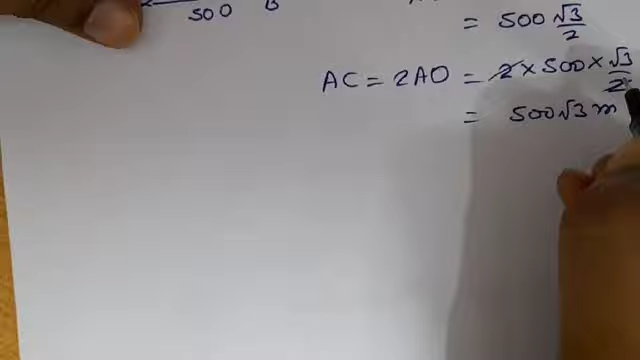 500 B
= 500 √3/2
AC = 2AO = 2 × 500 × √3/2
= 500√3 m